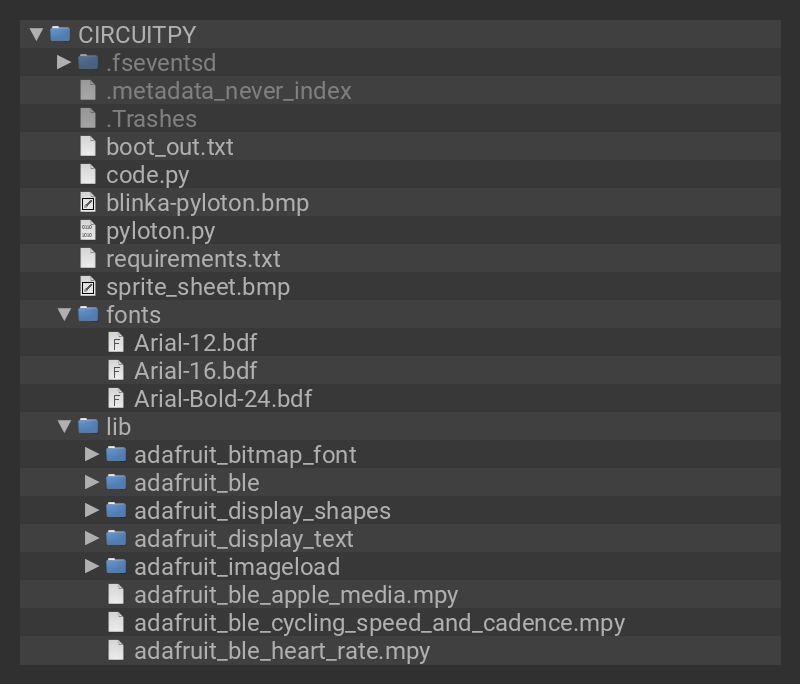 CIRCUITPY
.fseventsd
.metadata_never_index
.Trashes
boot_out.txt
code.py
blinka-pyloton.bmp
pyloton.py
requirements.txt
sprite_sheet.bmp
fonts
F Arial-12.bdf
F Arial-16.bdf
F Arial-Bold-24.bdf
lib
adafruit_bitmap_font
adafruit_ble
adafruit_display_shapes
adafruit_display_text
adafruit_imageload
adafruit_ble_apple_media.mpy
adafruit_ble_cycling_speed_and_cadence.mpy
adafruit_ble_heart_rate.mpy